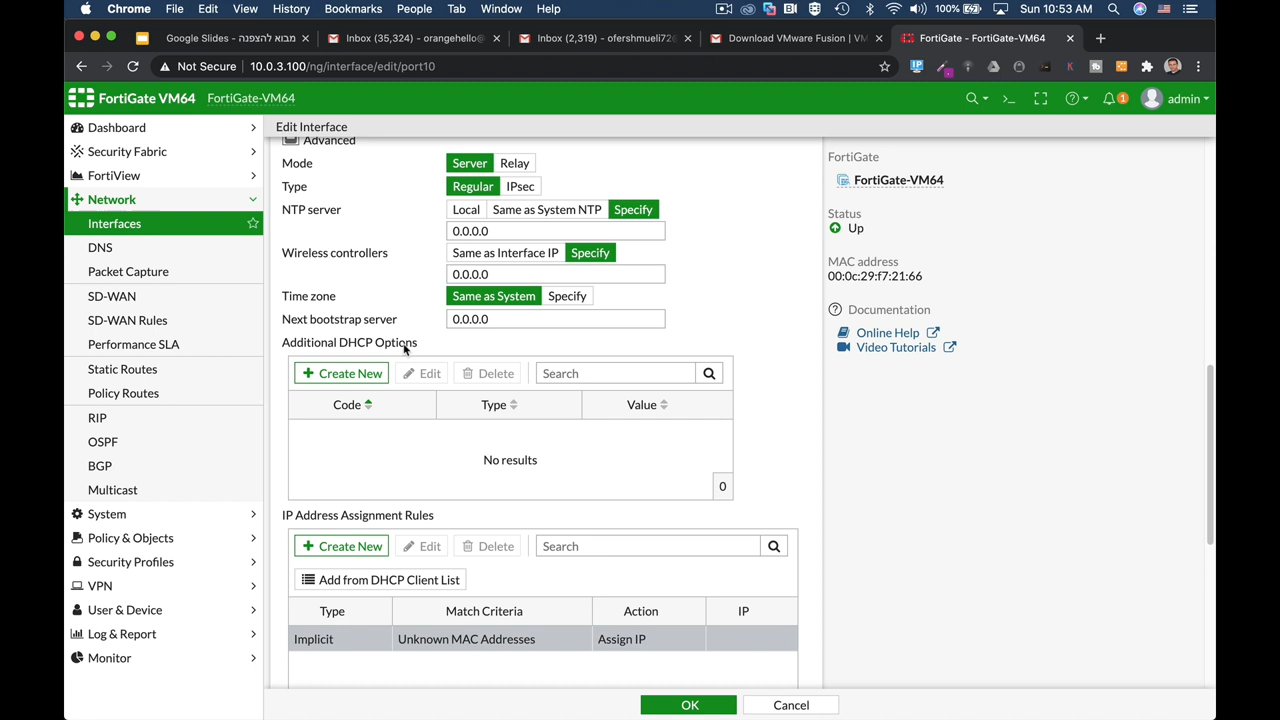 Chrome File Edit View History Bookmarks People Tab Window Help 100% Sun 10:53 AM
Google Slides - מבוא להצפנה × Inbox (35,324) - orangehello@ × Inbox (2,319) - ofershmueli72 × Download VMware Fusion | VM × FortiGate - FortiGate-VM64 × +
Not Secure 10.0.3.100/ng/interface/edit/port10
FortiGate VM64 FortiGate-VM64 1 admin
Dashboard
Security Fabric
FortiView
Network
Interfaces
DNS
Packet Capture
SD-WAN
SD-WAN Rules
Performance SLA
Static Routes
Policy Routes
RIP
OSPF
BGP
Multicast
System
Policy & Objects
Security Profiles
VPN
User & Device
Log & Report
Monitor
Edit Interface
Advanced
Mode Server Relay
Type Regular IPsec
NTP server Local Same as System NTP Specify
0.0.0.0
Wireless controllers Same as Interface IP Specify
0.0.0.0
Time zone Same as System Specify
Next bootstrap server 0.0.0.0
Additional DHCP Options
+ Create New Edit Delete Search
Code Type Value
No results
0
IP Address Assignment Rules
+ Create New Edit Delete Search
Add from DHCP Client List
Type Match Criteria Action IP
Implicit Unknown MAC Addresses Assign IP
OK Cancel
FortiGate
FortiGate-VM64
Status
Up
MAC address
00:0c:29:f7:21:66
Documentation
Online Help
Video Tutorials